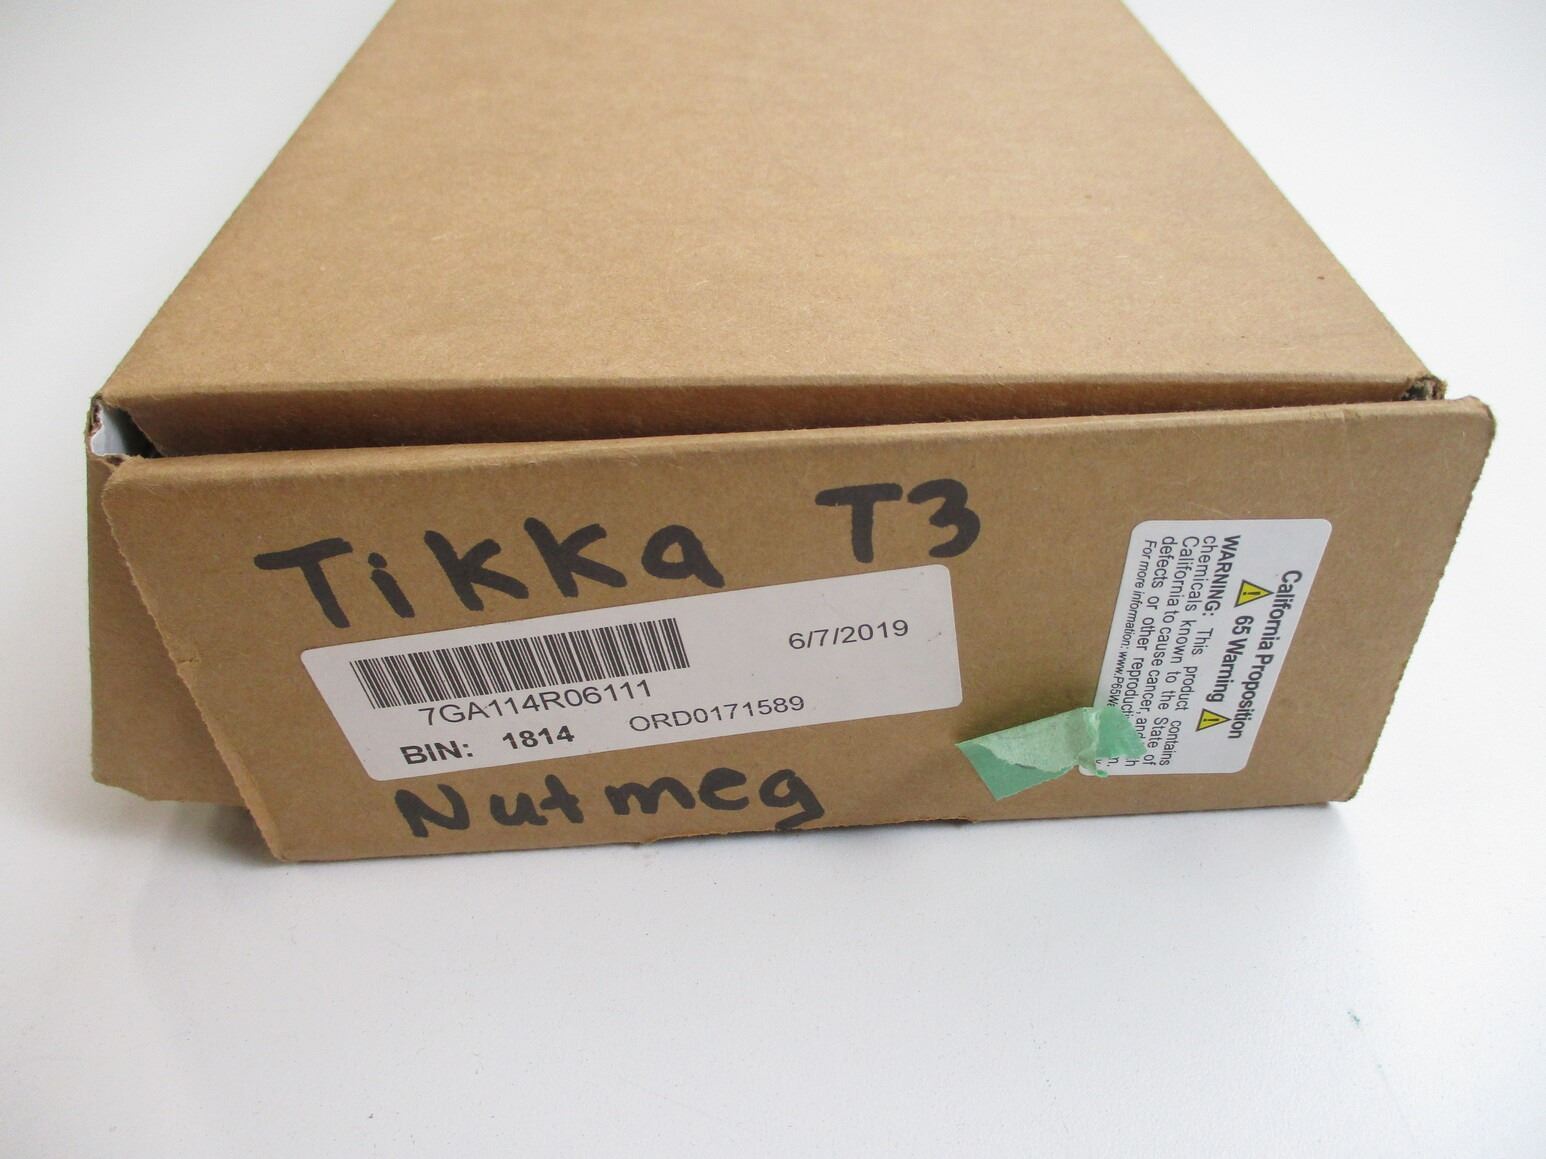 Tikka T3
6/7/2019
7GA114R06111
BIN: 1814 ORD0171589
Nutmeg
California Proposition
65 Warning
WARNING: This product contains
chemicals known to the State of
California to cause cancer, and
defects or other reproductive
For more information: www.P65W